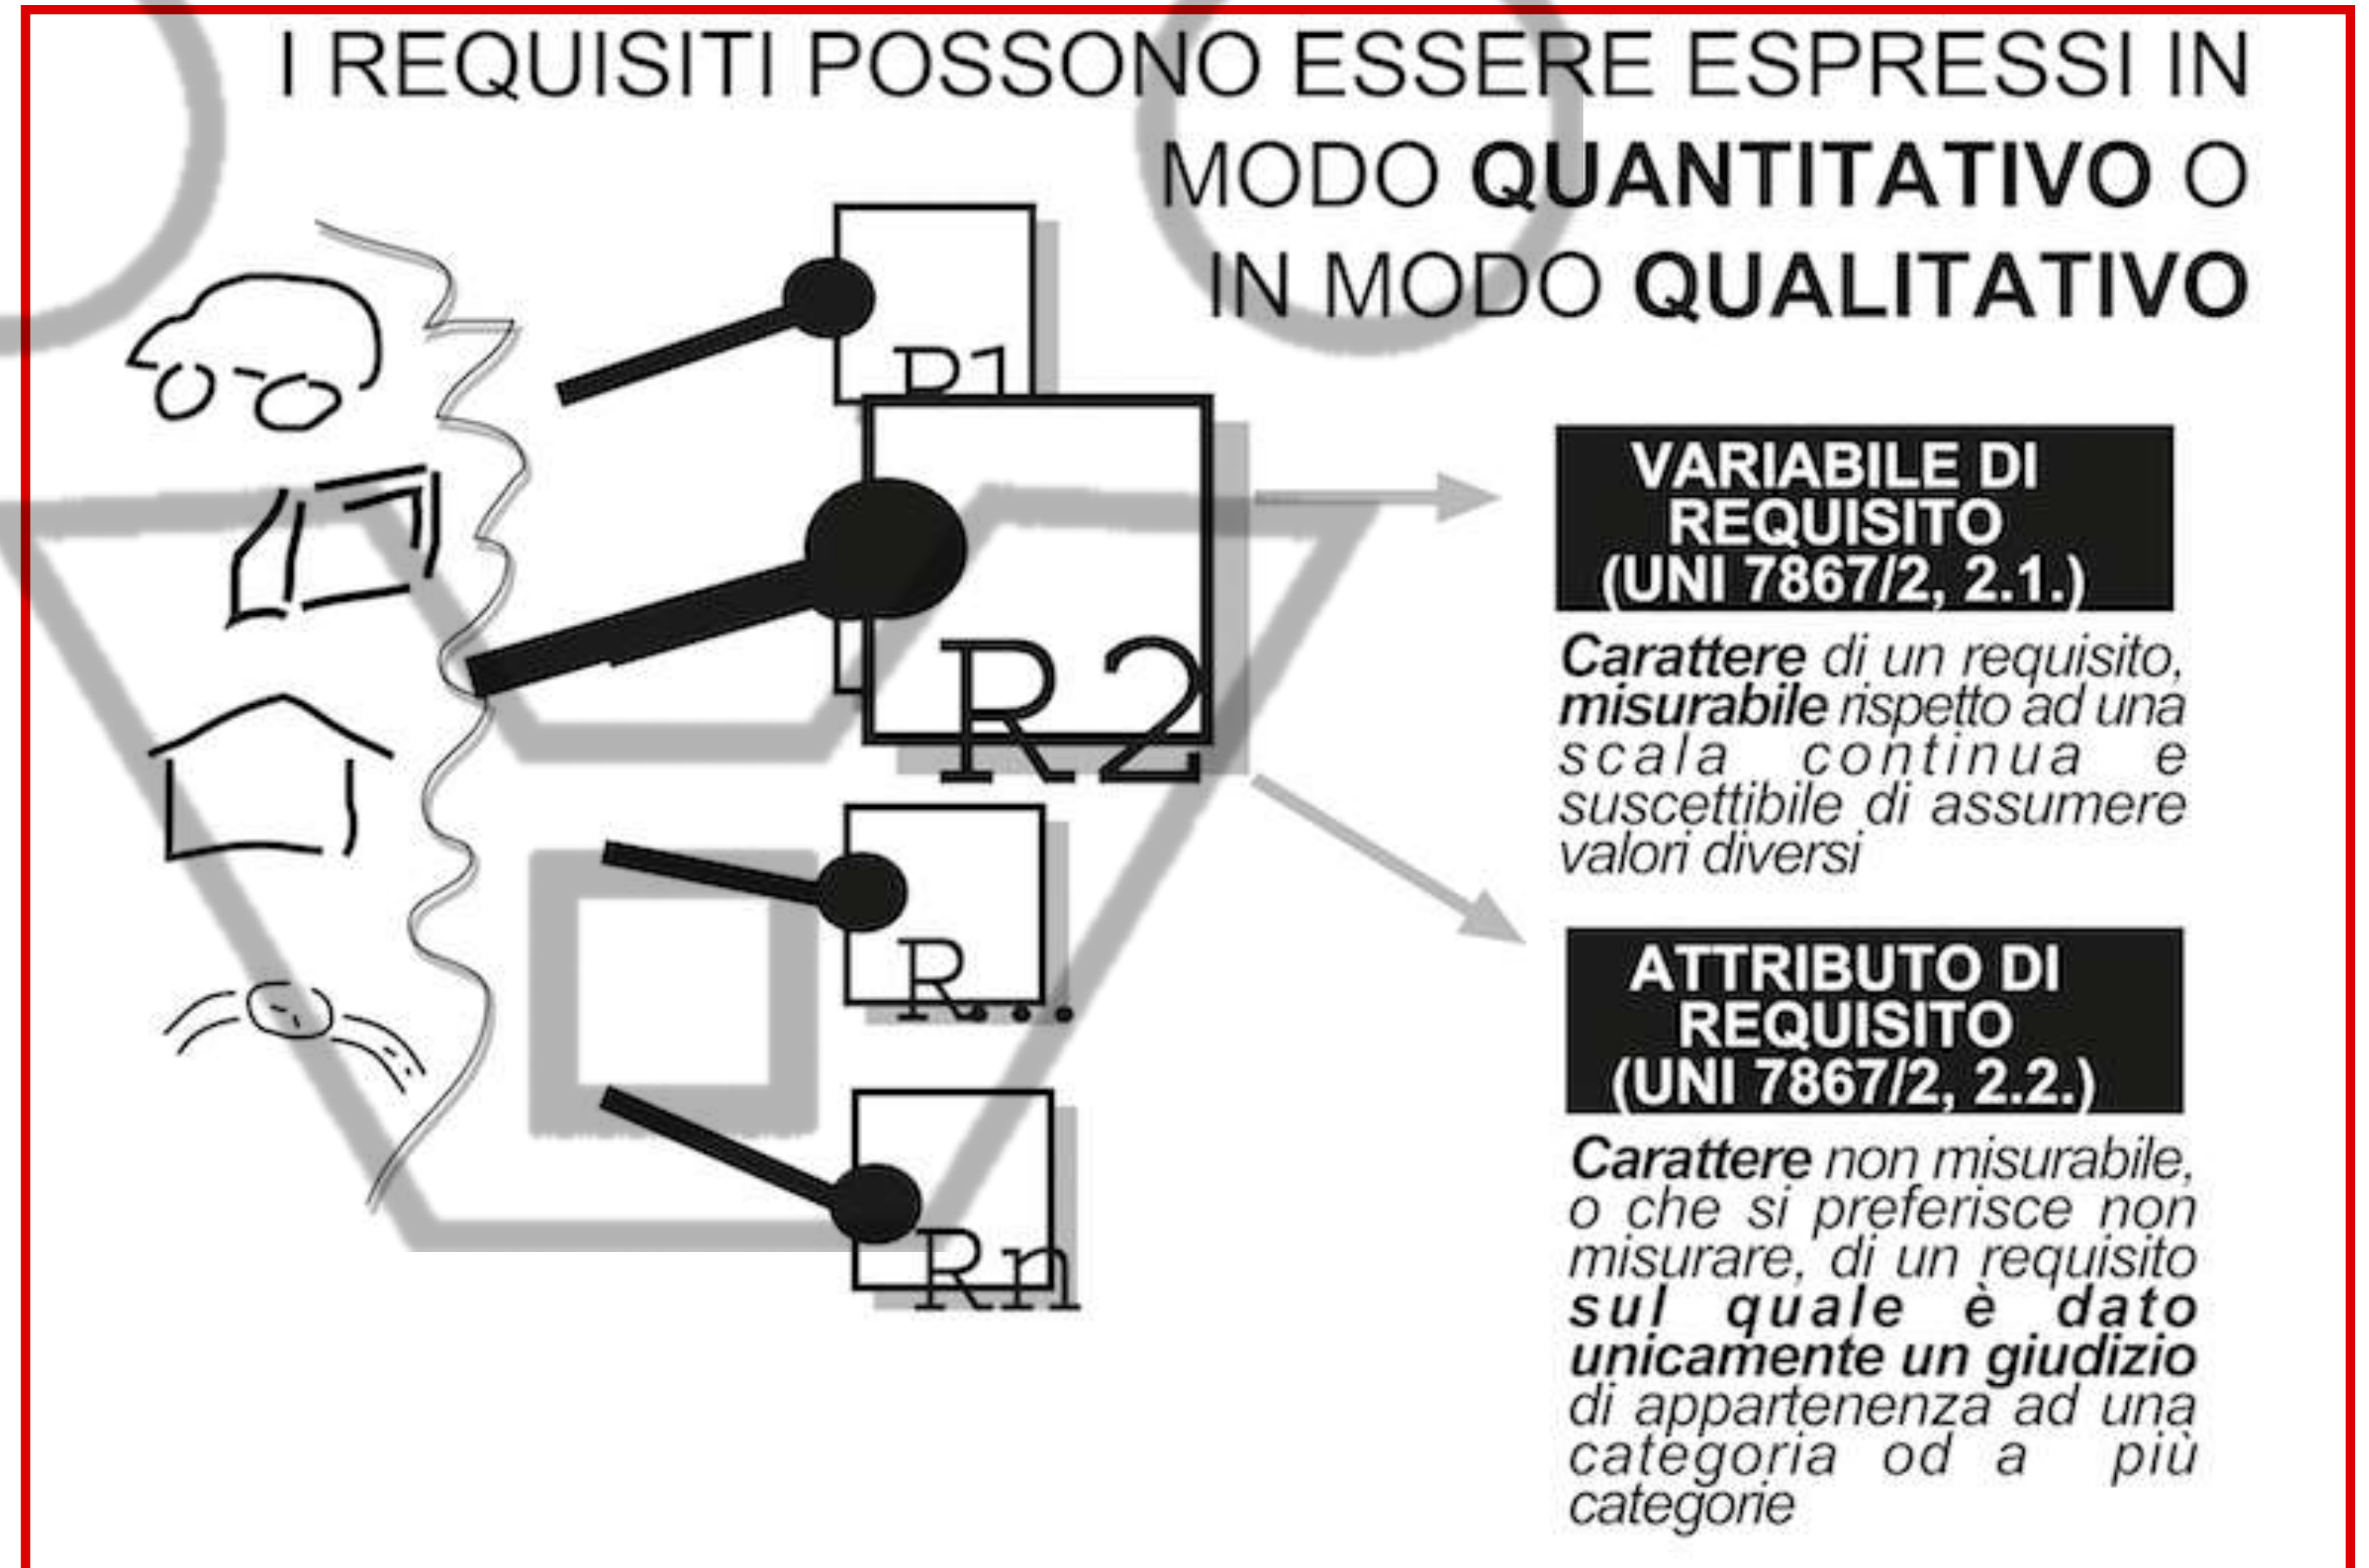 I REQUISITI POSSONO ESSERE ESPRESSI IN
MODO QUANTITATIVO O
IN MODO QUALITATIVO
R1
R2
R...
Rn
VARIABILE DI
REQUISITO
(UNI 7867/2, 2.1.)
Carattere di un requisito,
misurabile rispetto ad una
scala continua e
suscettibile di assumere
valori diversi
ATTRIBUTO DI
REQUISITO
(UNI 7867/2, 2.2.)
Carattere non misurabile,
o che si preferisce non
misurare, di un requisito
sul quale è dato
unicamente un giudizio
di appartenenza ad una
categoria od a più
categorie